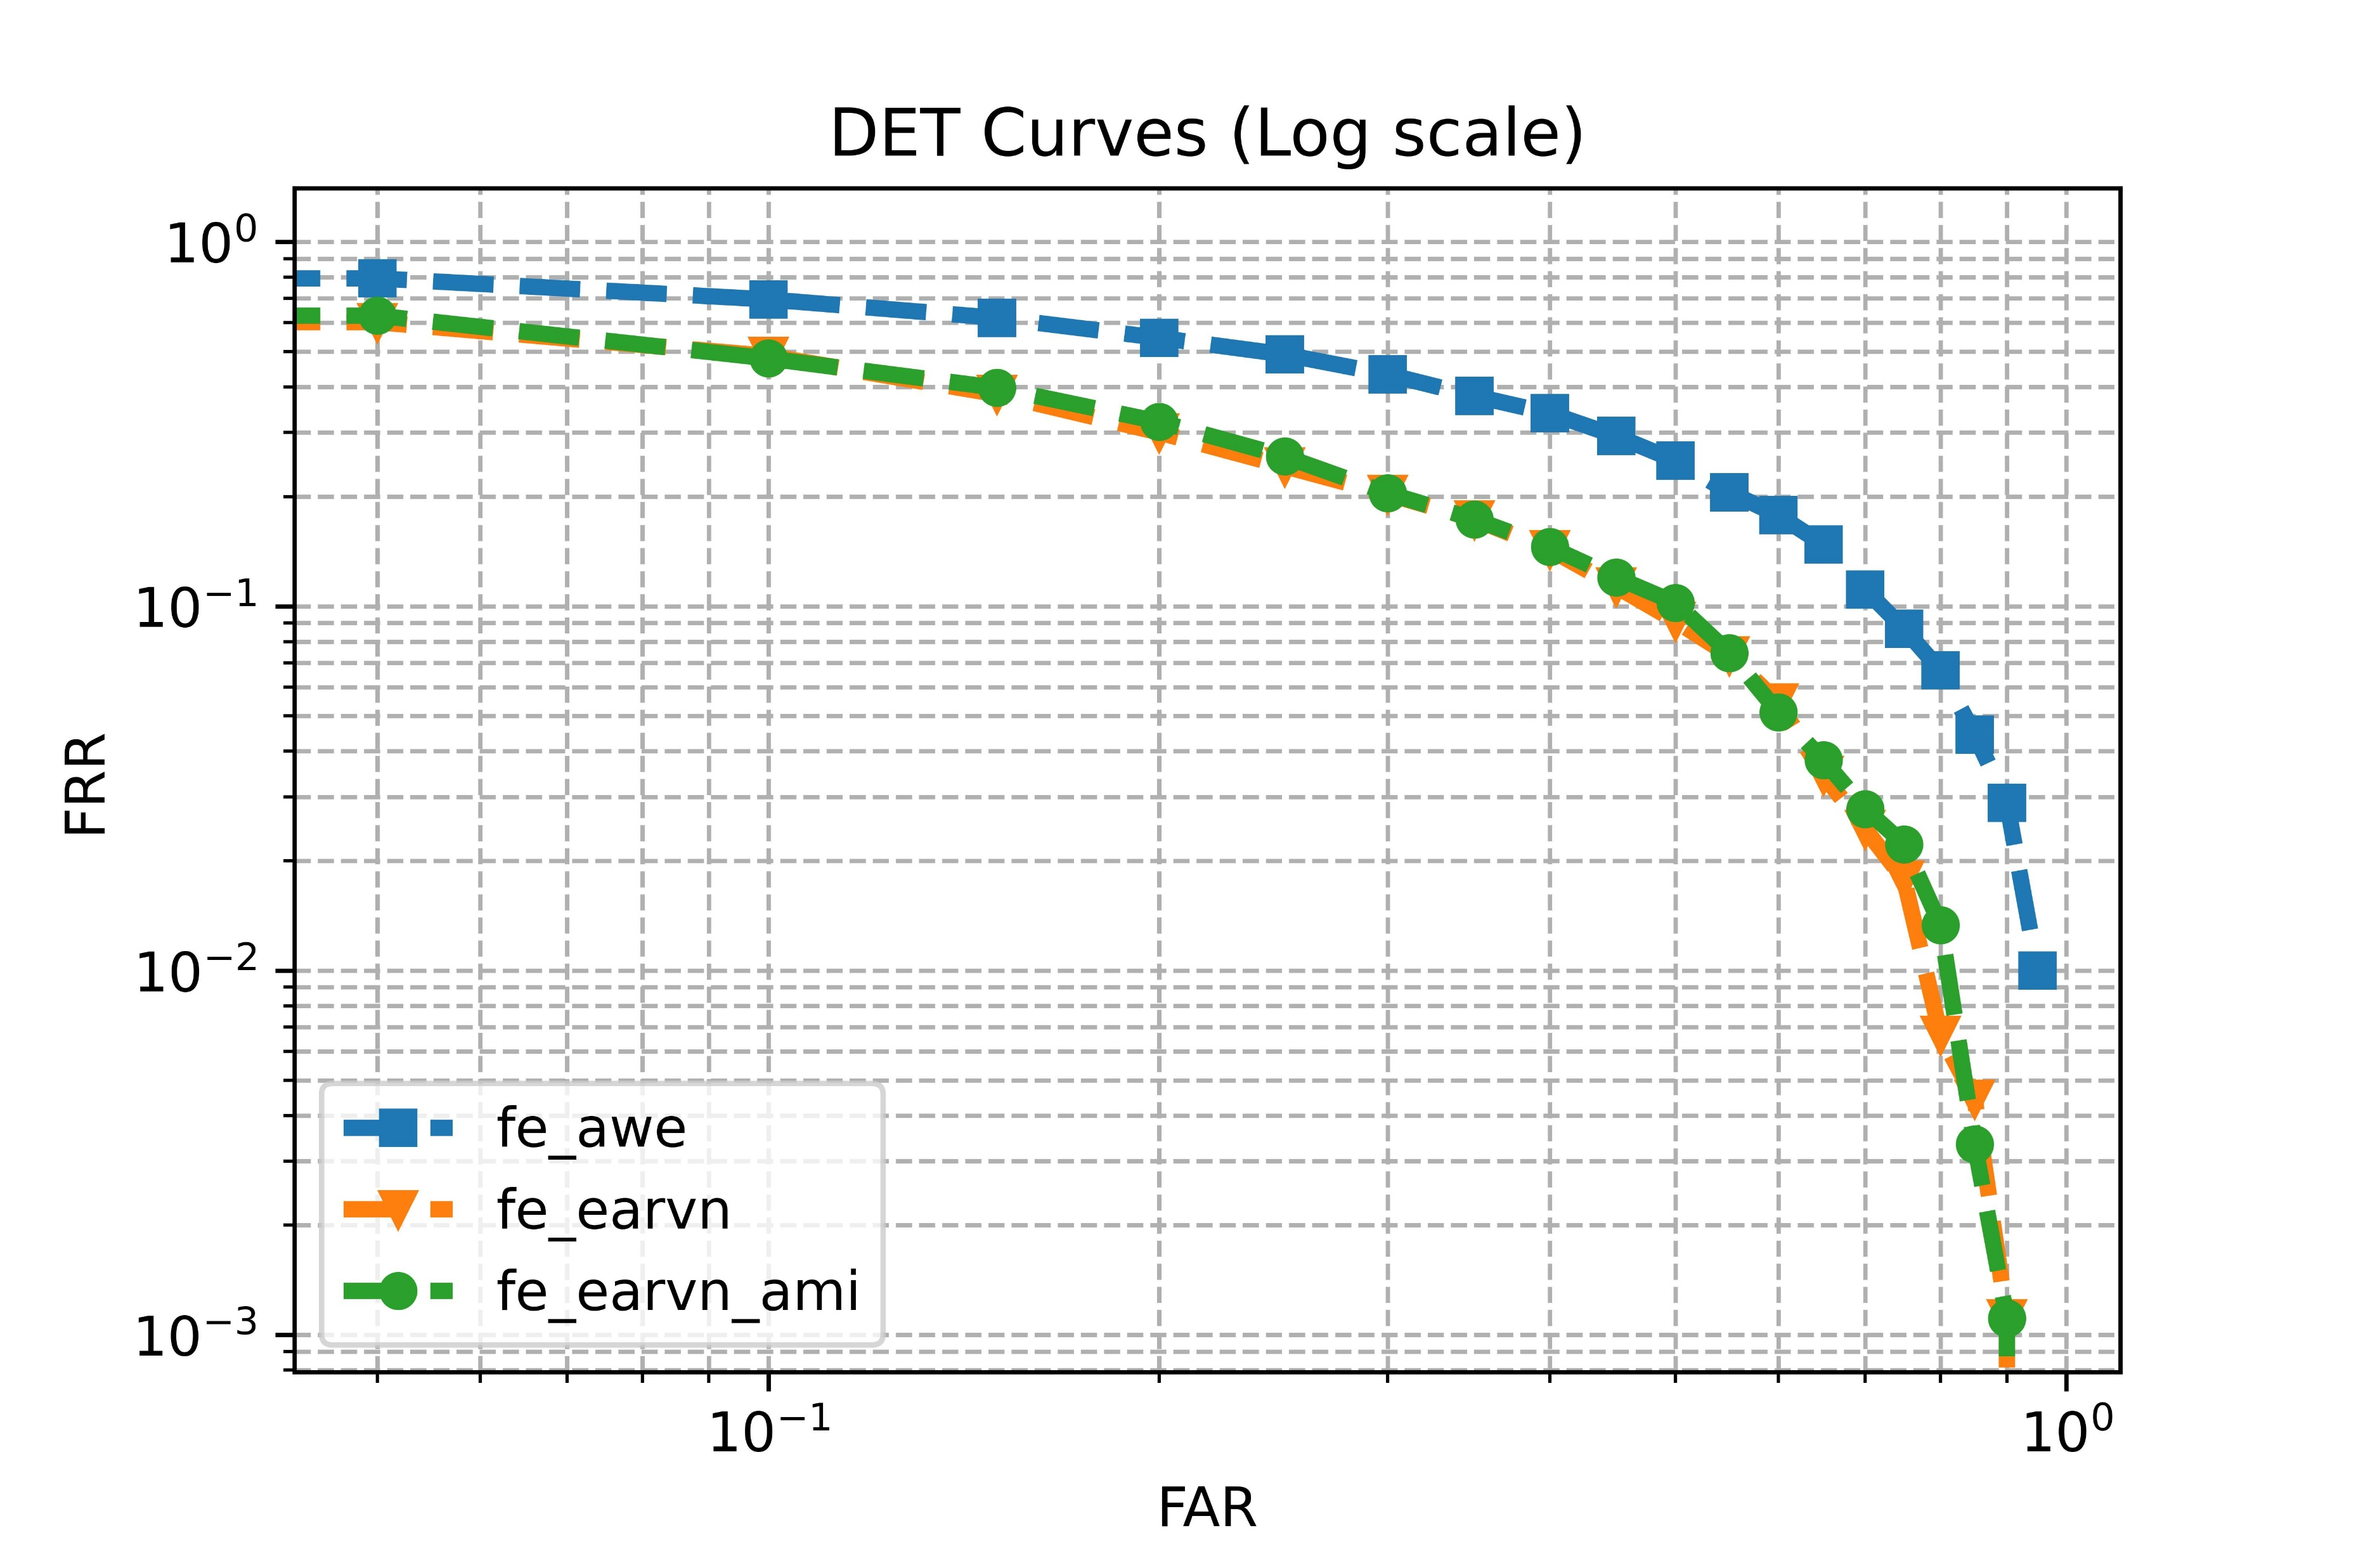 DET Curves (Log scale)
10⁰
10⁻¹
10⁻²
10⁻³
FRR
fe_awe
fe_earvn
fe_earvn_ami
10⁻¹ 10⁰
FAR